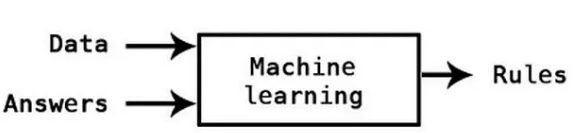 Data
Answers
Machine
learning
Rules